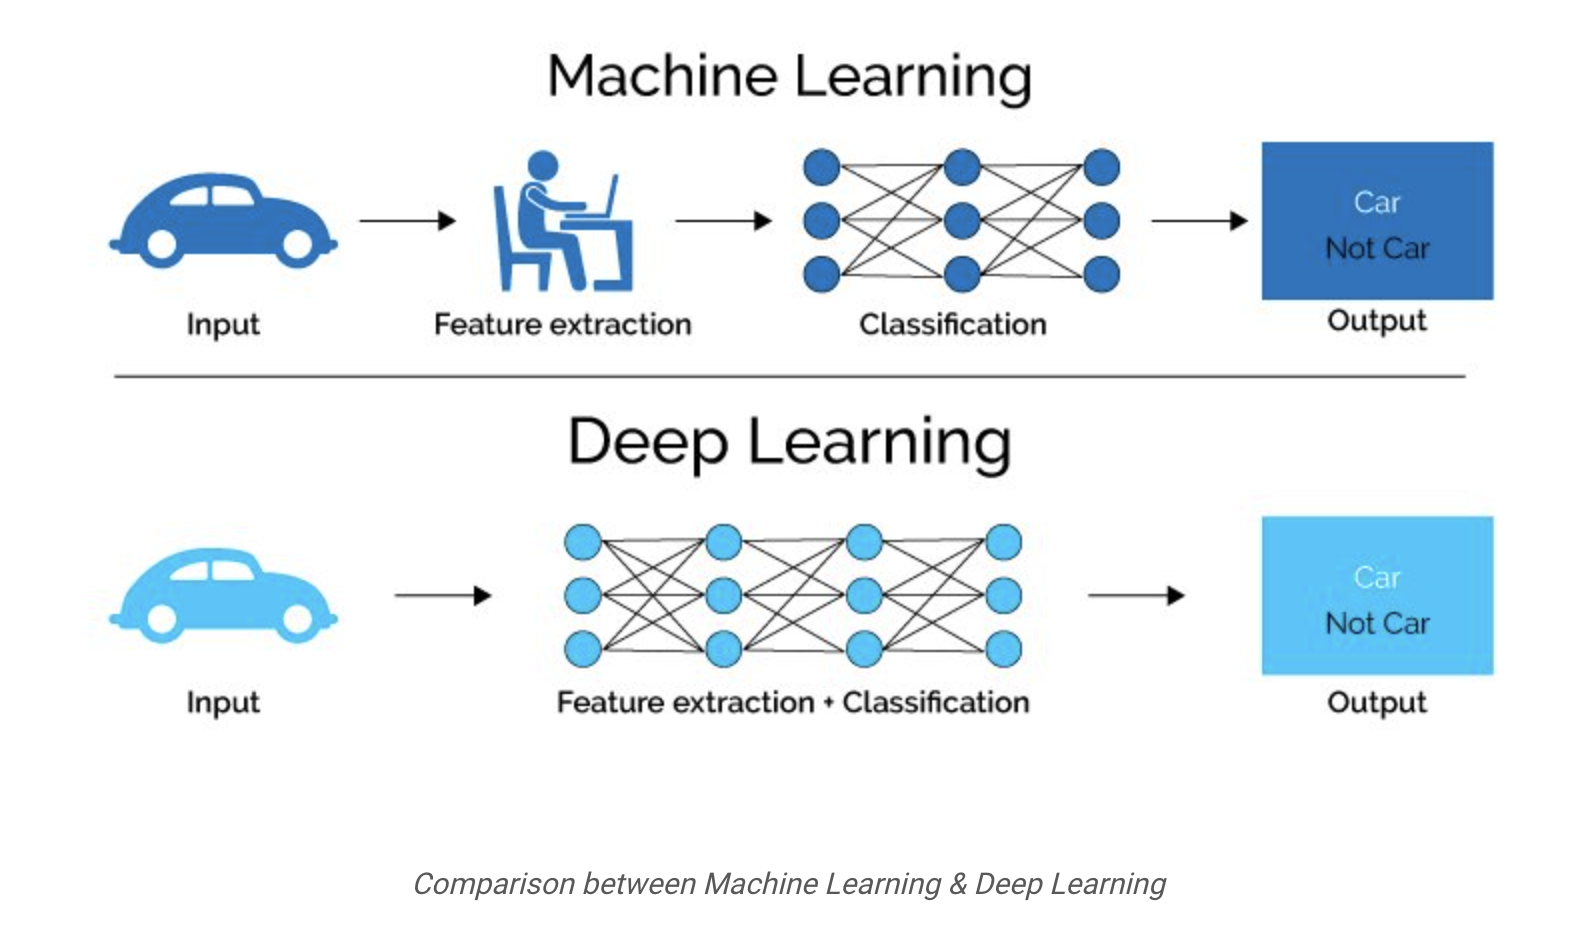 Machine Learning
Car
Not Car
Input
Feature extraction
Classification
Output
Deep Learning
Car
Not Car
Input
Feature extraction + Classification
Output
Comparison between Machine Learning & Deep Learning